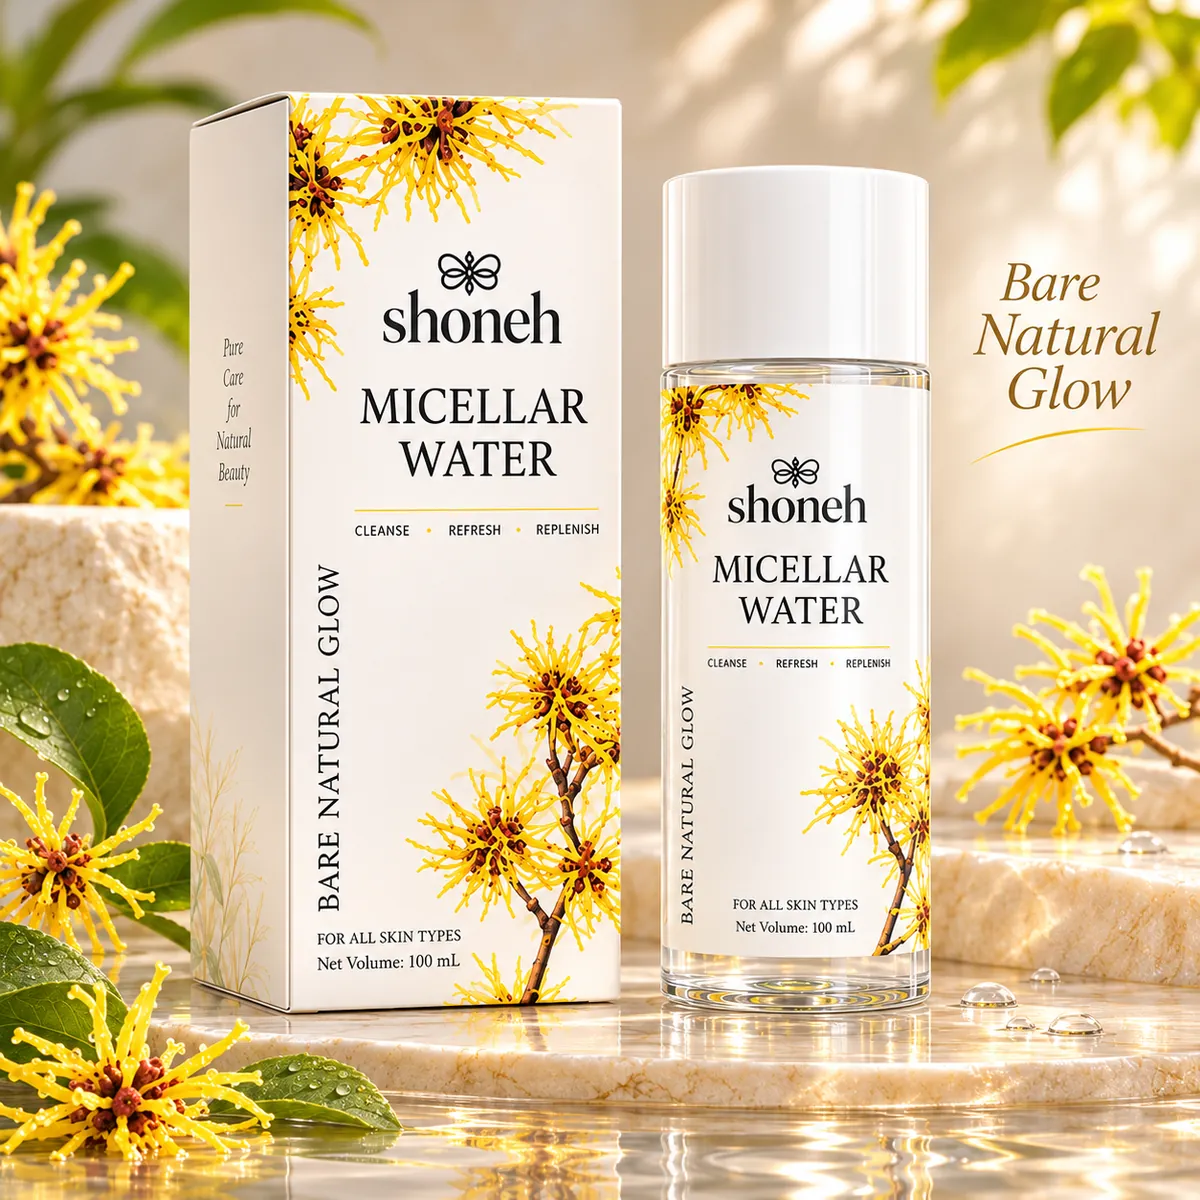 Pure
Care
for
Natural
Beauty
shoneh
MICELLAR
WATER
CLEANSE • REFRESH • REPLENISH
BARE NATURAL GLOW
FOR ALL SKIN TYPES
Net Volume: 100 mL
shoneh
MICELLAR
WATER
CLEANSE • REFRESH • REPLENISH
BARE NATURAL GLOW
FOR ALL SKIN TYPES
Net Volume: 100 mL
Bare
Natural
Glow